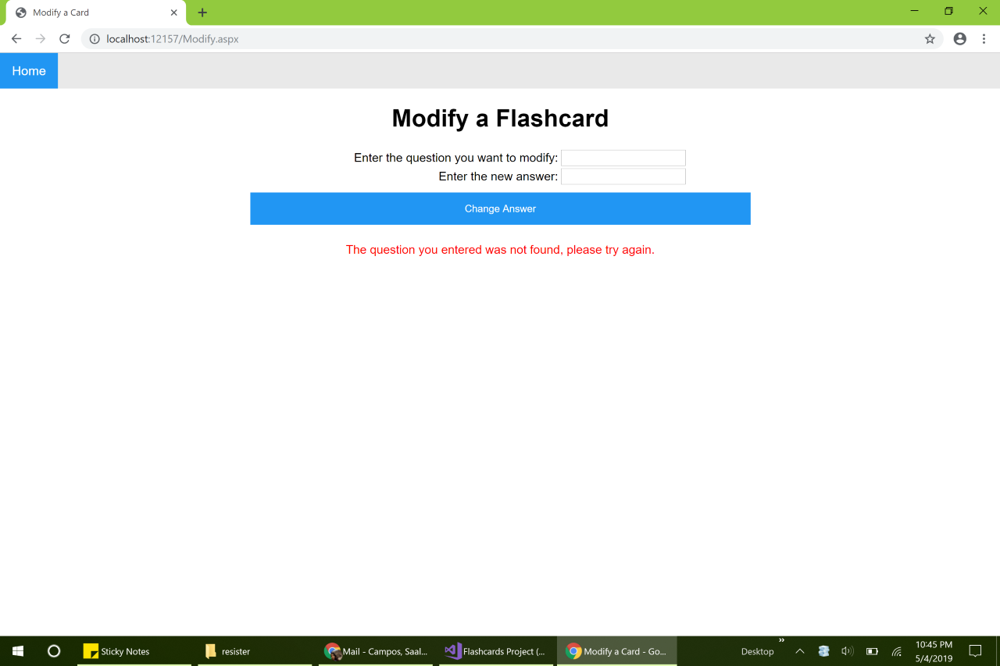 Modify a Card
localhost:12157/Modify.aspx
Home
Modify a Flashcard
Enter the question you want to modify:
Enter the new answer:
Change Answer
The question you entered was not found, please try again.
Sticky Notes
resister
Mail - Campos, Saal...
Flashcards Project (...
Modify a Card - Go...
Desktop
10:45 PM
5/4/2019